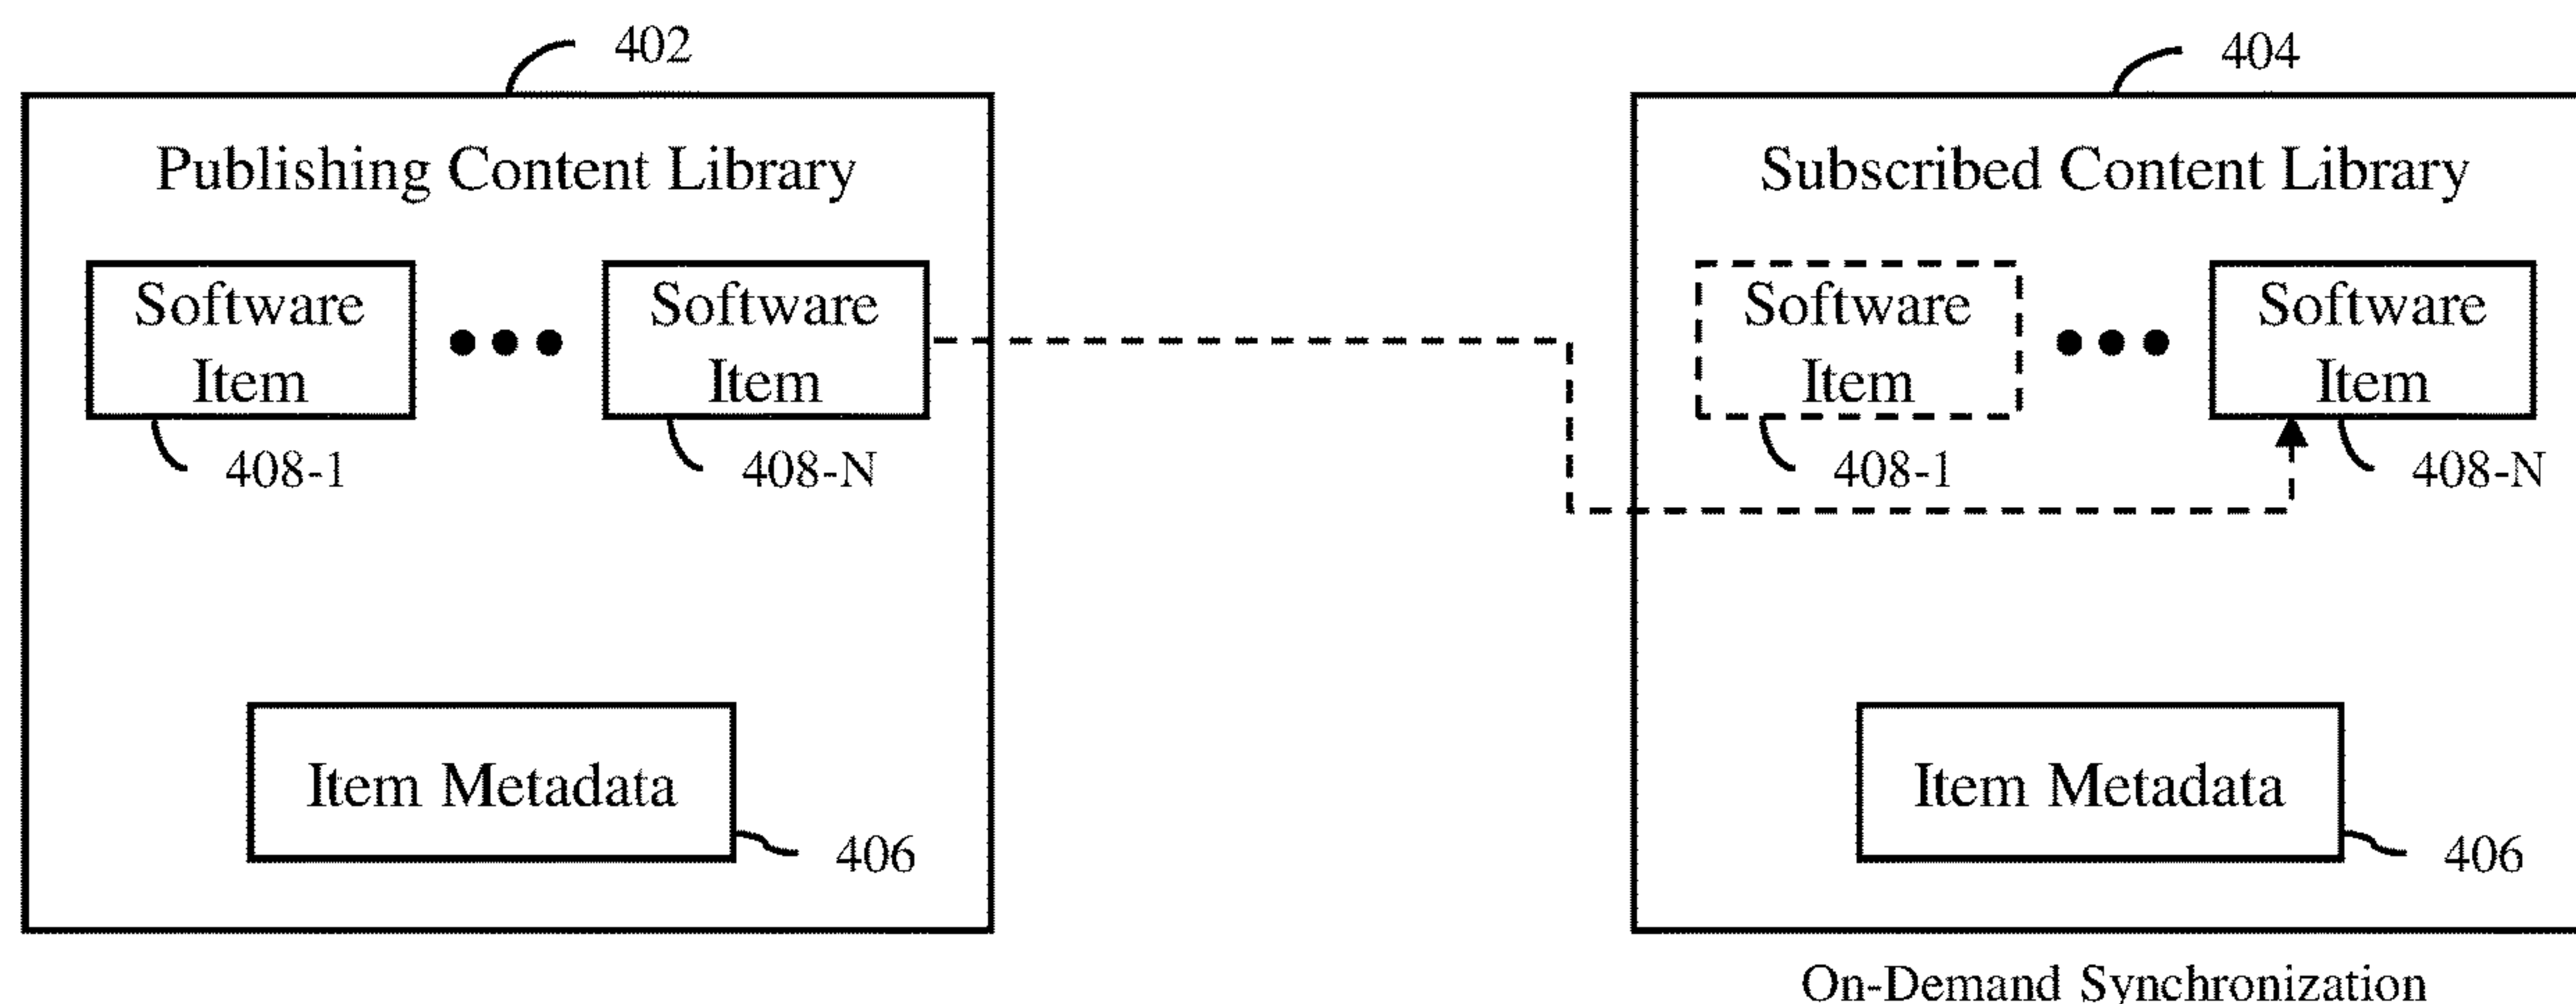 402
404
Publishing Content Library
Subscribed Content Library
Software
Item
Software
Item
Software
Item
Software
Item
408-1
408-N
408-1
408-N
Item Metadata
Item Metadata
406
406
On-Demand Synchronization